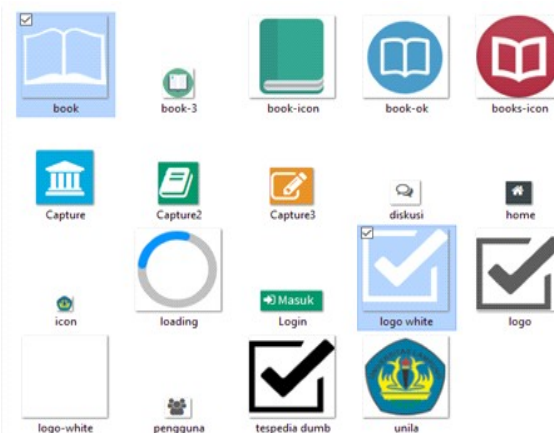 book
book-3
book-icon
book-ok
books-icon
Capture
Capture2
Capture3
diskusi
home
icon
loading
Masuk
Login
logo white
logo
logo-white
pengguna
tespedia dumb
unila